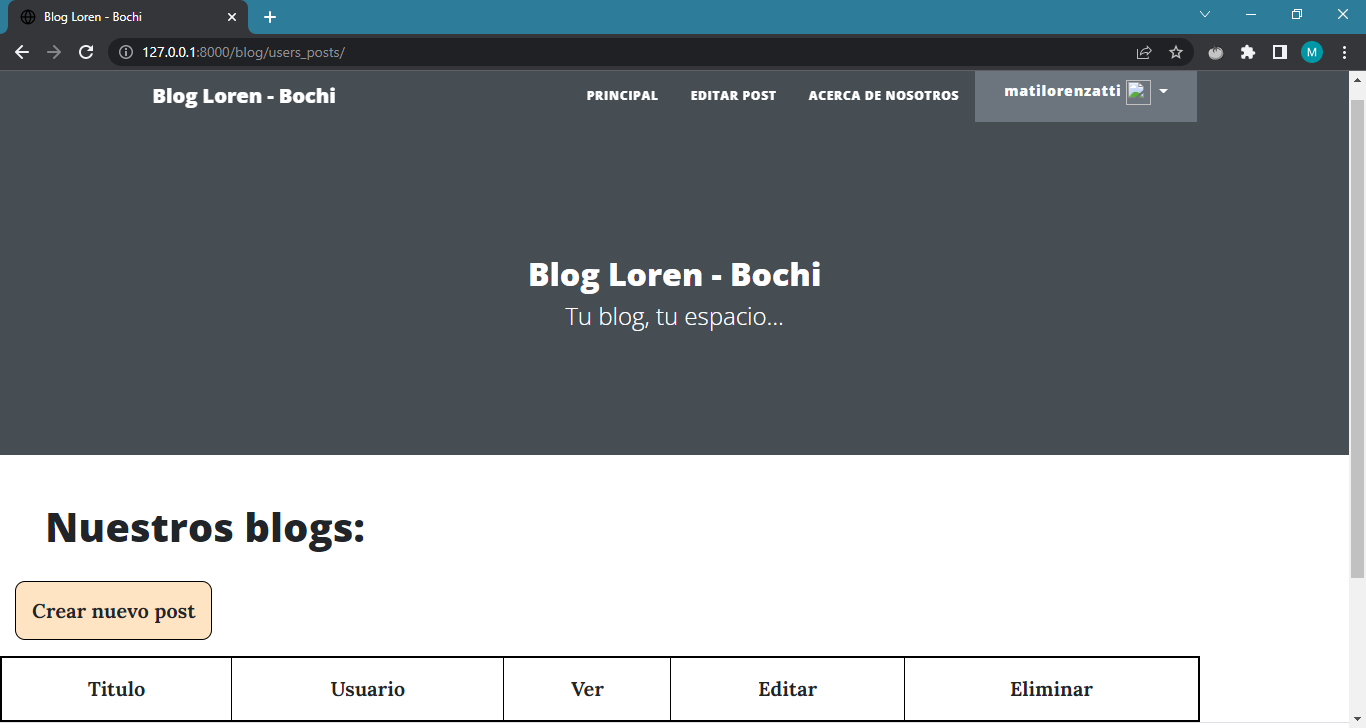 Blog Loren - Bochi
127.0.0.1:8000/blog/users_posts/
M
Blog Loren - Bochi
PRINCIPAL
EDITAR POST
ACERCA DE NOSOTROS
matilorenzatti
Blog Loren - Bochi
Tu blog, tu espacio...
Nuestros blogs:
Crear nuevo post
Titulo Usuario Ver Editar Eliminar